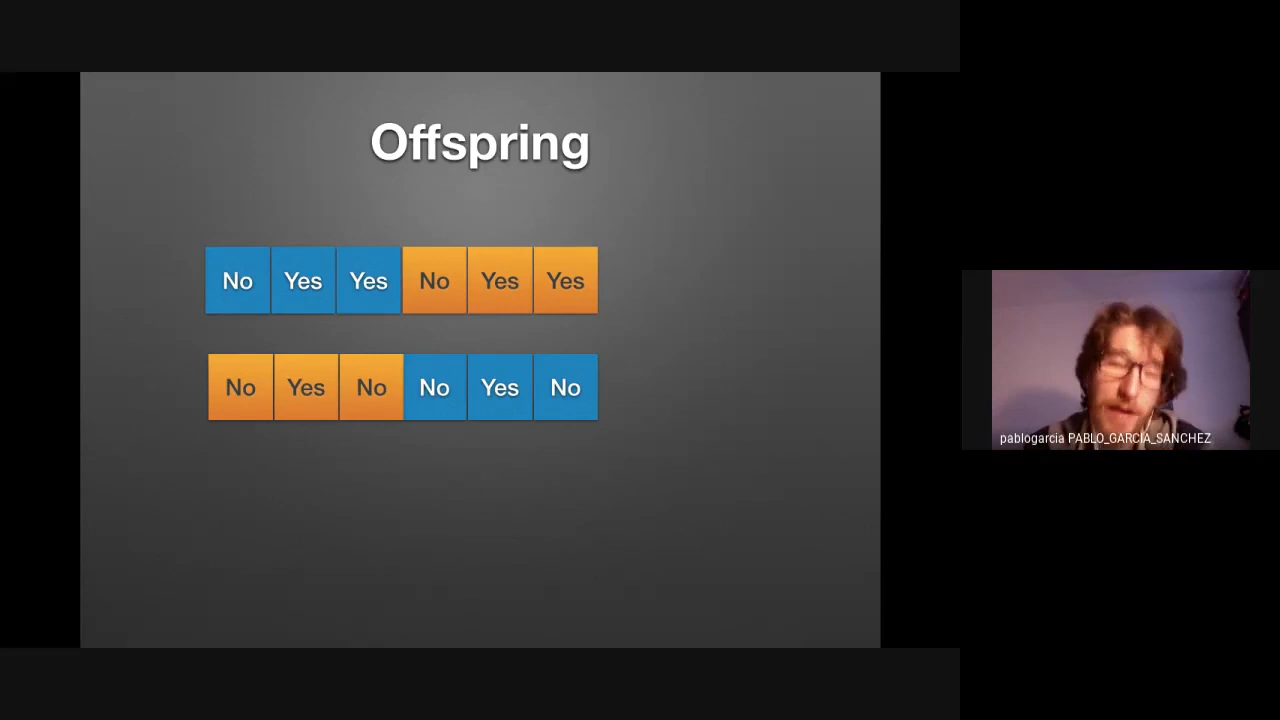 Offspring
No Yes Yes No Yes Yes
No Yes No No Yes No
pablogarcia PABLO_GARCIA_SANCHEZ